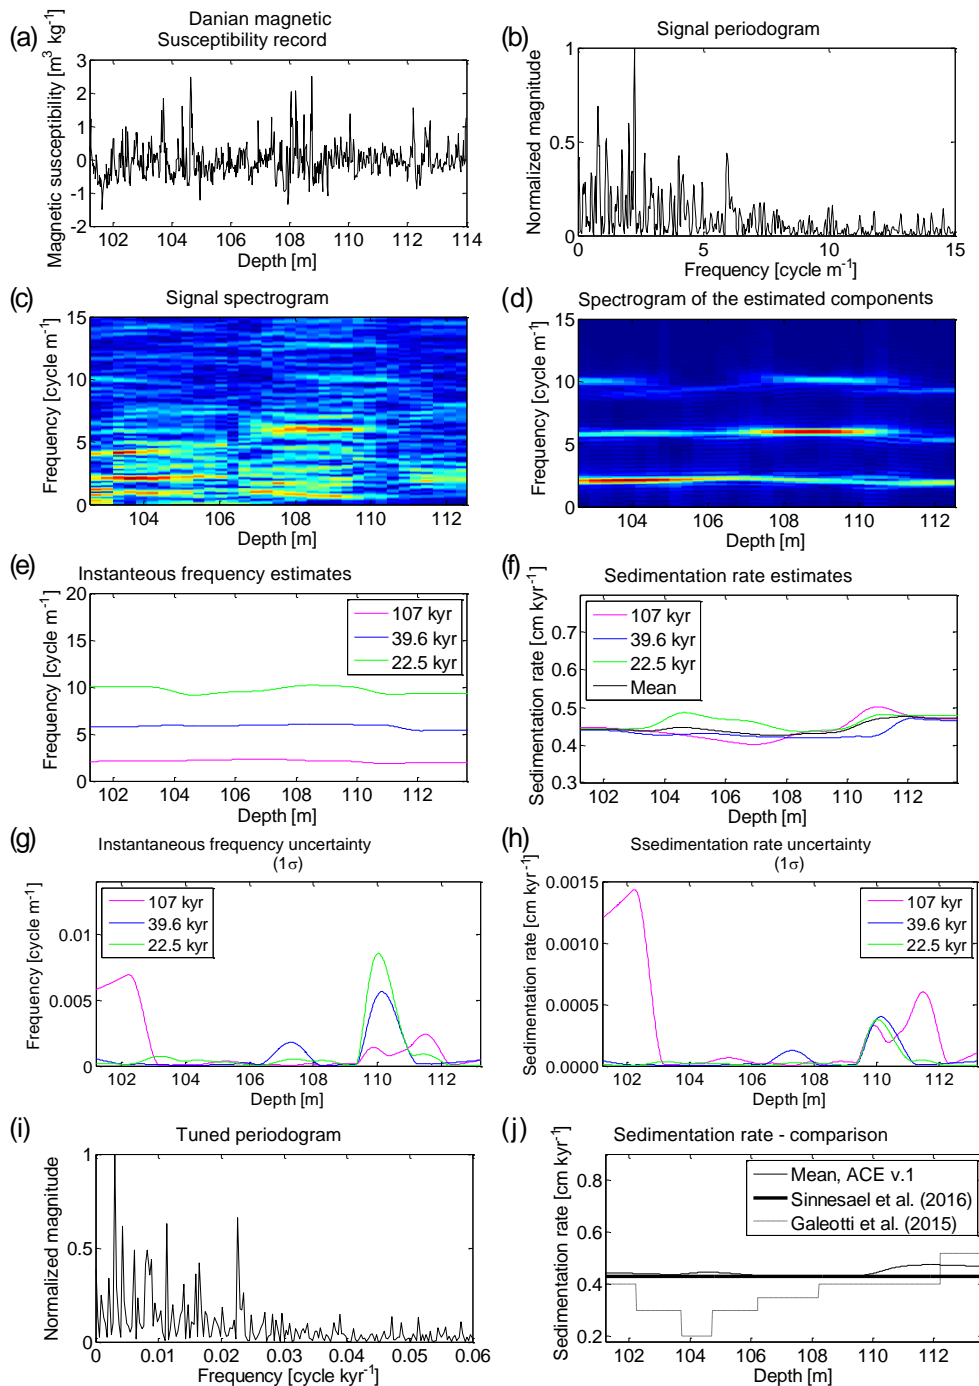 (a)
Danian magnetic
Susceptibility record
Magnetic susceptibility [m³ kg⁻¹]
3
2
1
0
-1
-2
102
104
106
108
110
112
114
Depth [m]
(b)
Signal periodogram
Normalized magnitude
1
0.5
0
0
5
10
15
Frequency [cycle m⁻¹]
(c)
Signal spectrogram
Frequency [cycle m⁻¹]
15
10
5
0
104
106
108
110
112
Depth [m]
(d)
Spectrogram of the estimated components
Frequency [cycle m⁻¹]
15
10
5
0
104
106
108
110
112
Depth [m]
(e)
Instanteous frequency estimates
Frequency [cycle m⁻¹]
20
15
10
5
0
107 kyr
39.6 kyr
22.5 kyr
102
104
106
108
110
112
Depth [m]
(f)
Sedimentation rate estimates
Sedimentation rate [cm kyr⁻¹]
0.7
0.6
0.5
0.4
0.3
107 kyr
39.6 kyr
22.5 kyr
Mean
102
104
106
108
110
112
Depth [m]
(g)
Instantaneous frequency uncertainty
(1σ)
Frequency [cycle m⁻¹]
0.01
0.005
0
107 kyr
39.6 kyr
22.5 kyr
102
104
106
108
110
112
Depth [m]
(h)
Ssedimentation rate uncertainty
(1σ)
Sedimentation rate [cm kyr⁻¹]
0.0015
0.0010
0.0005
0.0000
107 kyr
39.6 kyr
22.5 kyr
102
104
106
108
110
112
Depth [m]
(i)
Tuned periodogram
Normalized magnitude
1
0.5
0
0
0.01
0.02
0.03
0.04
0.05
0.06
Frequency [cycle kyr⁻¹]
(j)
Sedimentation rate - comparison
Sedimentation rate [cm kyr⁻¹]
0.8
0.6
0.4
0.2
Mean, ACE v.1
Sinnesael et al. (2016)
Galeotti et al. (2015)
102
104
106
108
110
112
Depth [m]